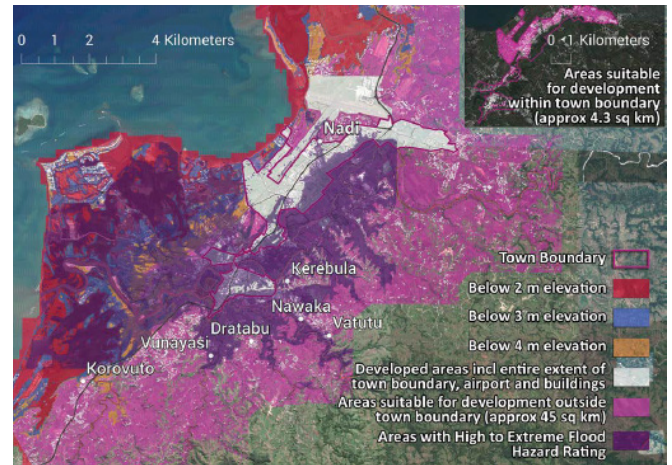 0 1 2 4 Kilometers
0 1 Kilometers
Areas suitable
for development
within town boundary
(approx 4.3 sq km)
Nadi
Kerebula
Nawaka
Vatutu
Dratabu
Vunayasi
Korovuto
Town Boundary
Below 2 m elevation
Below 3 m elevation
Below 4 m elevation
Developed areas incl entire extent of
town boundary, airport and buildings
Areas suitable for development outside
town boundary (approx 45 sq km)
Areas with High to Extreme Flood
Hazard Rating